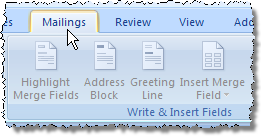 Mailings Review View
Highlight Merge Fields
Address Block
Greeting Line
Insert Merge Field
Write & Insert Fields